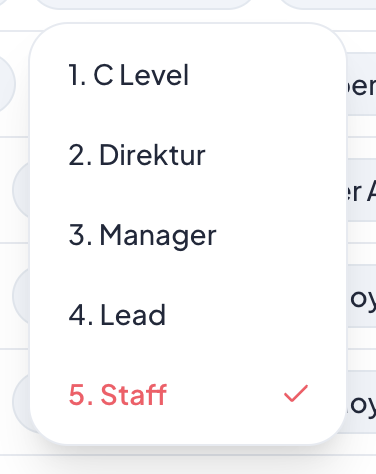 1. C Level
2. Direktur
3. Manager
4. Lead
5. Staff